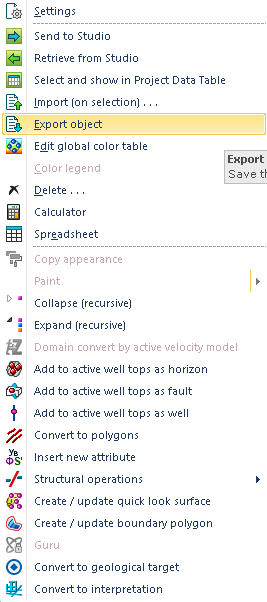 Settings
Send to Studio
Retrieve from Studio
Select and show in Project Data Table
Import (on selection) . . .
Export object
Edit global color table
Export
Color legend
Save th
Delete . . .
Calculator
Spreadsheet
Copy appearance
Paint
Collapse (recursive)
Expand (recursive)
Domain convert by active velocity model
Add to active well tops as horizon
Add to active well tops as fault
Add to active well tops as well
Convert to polygons
Insert new attribute
Structural operations
Create / update quick look surface
Create / update boundary polygon
Guru
Convert to geological target
Convert to interpretation